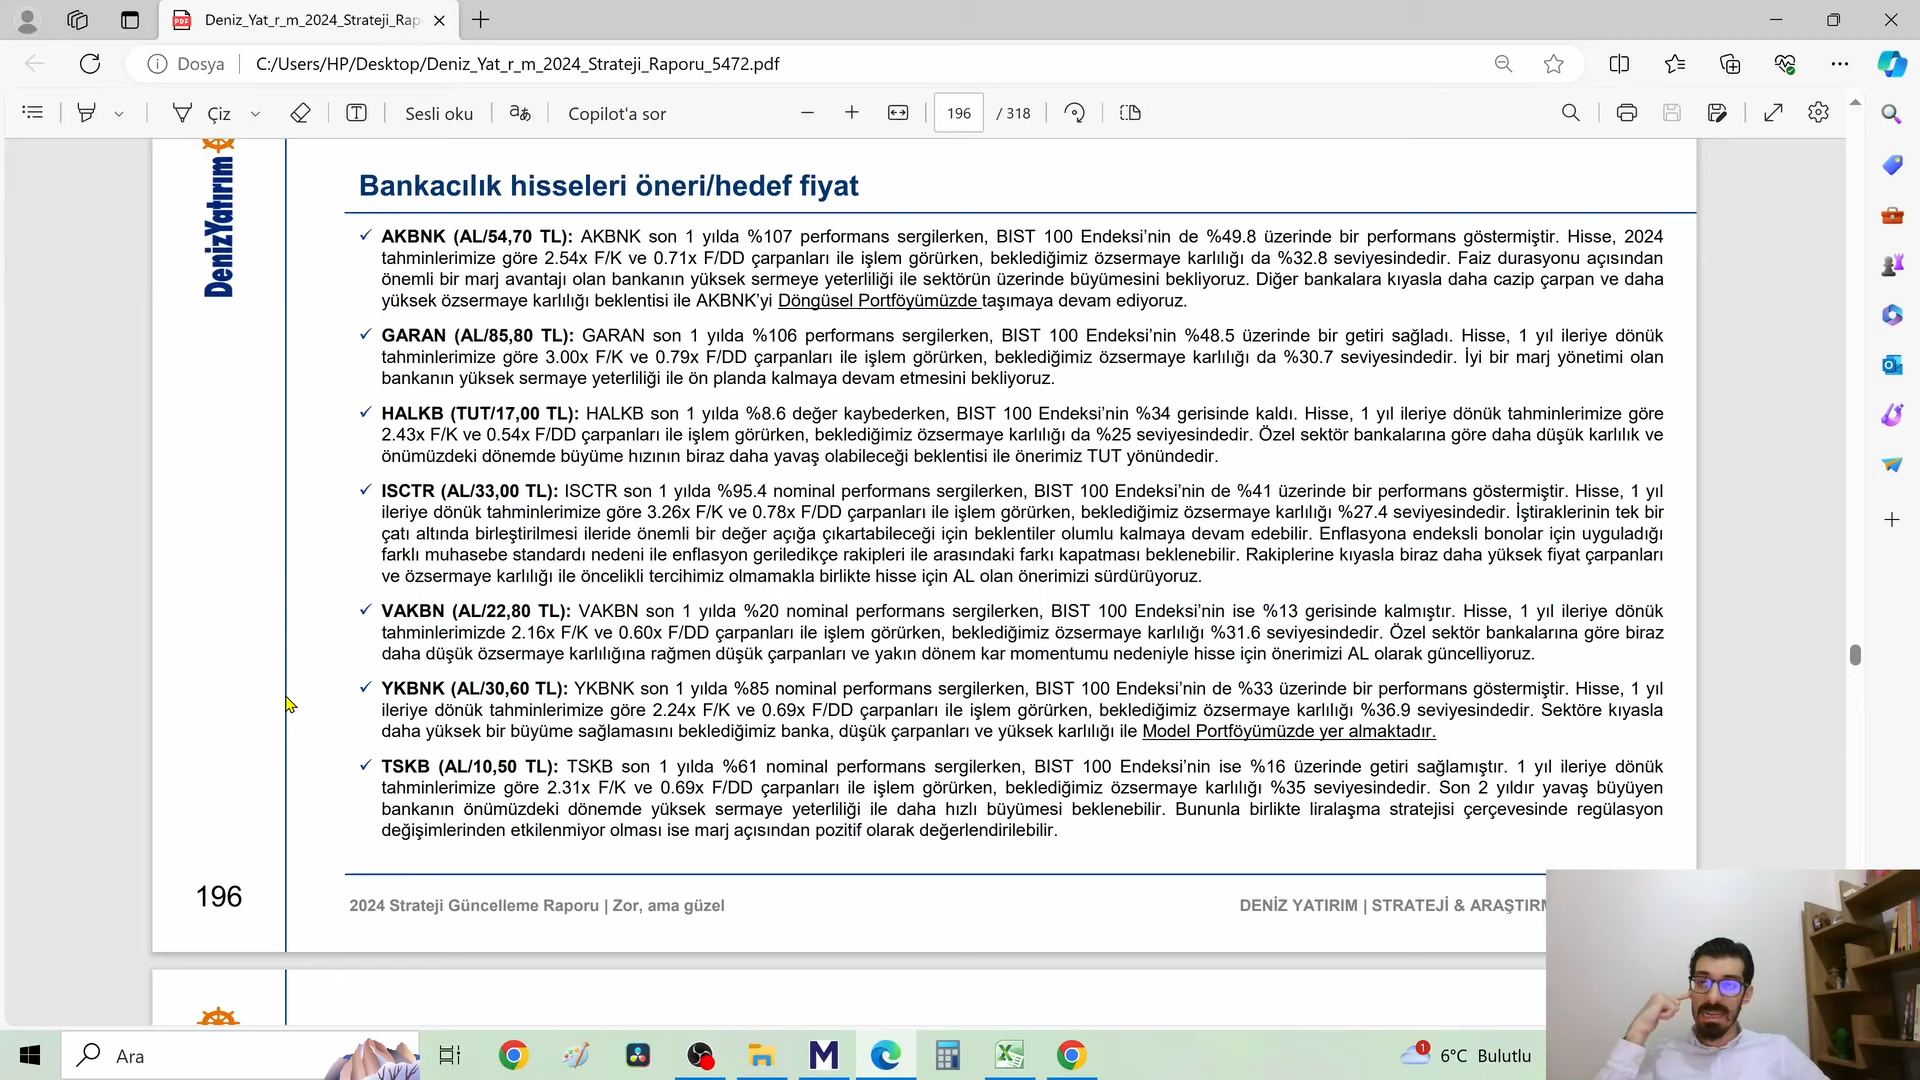 Deniz_Yat_r_m_2024_Strateji_Rap
Dosya
C:/Users/HP/Desktop/Deniz_Yat_r_m_2024_Strateji_Raporu_5472.pdf
Çiz
Sesli oku
Copilot'a sor
196 / 318
DenizYatırım
Bankacılık hisseleri öneri/hedef fiyat
AKBNK (AL/54,70 TL): AKBNK son 1 yılda %107 performans sergilerken, BIST 100 Endeksi'nin de %49.8 üzerinde bir performans göstermiştir. Hisse, 2024
tahminlerimize göre 2.54x F/K ve 0.71x F/DD çarpanları ile işlem görürken, beklediğimiz özsermaye karlılığı da %32.8 seviyesindedir. Faiz durasyonu açısından
önemli bir marj avantajı olan bankanın yüksek sermeye yeterliliği ile sektörün üzerinde büyümesini bekliyoruz. Diğer bankalara kıyasla daha cazip çarpan ve daha
yüksek özsermaye karlılığı beklentisi ile AKBNK'yi Döngüsel Portföyümüzde taşımaya devam ediyoruz.
GARAN (AL/85,80 TL): GARAN son 1 yılda %106 performans sergilerken, BIST 100 Endeksi'nin %48.5 üzerinde bir getiri sağladı. Hisse, 1 yıl ileriye dönük
tahminlerimize göre 3.00x F/K ve 0.79x F/DD çarpanları ile işlem görürken, beklediğimiz özsermaye karlılığı da %30.7 seviyesindedir. İyi bir marj yönetimi olan
bankanın yüksek sermaye yeterliliği ile ön planda kalmaya devam etmesini bekliyoruz.
HALKB (TUT/17,00 TL): HALKB son 1 yılda %8.6 değer kaybederken, BIST 100 Endeksi'nin %34 gerisinde kaldı. Hisse, 1 yıl ileriye dönük tahminlerimize göre
2.43x F/K ve 0.54x F/DD çarpanları ile işlem görürken, beklediğimiz özsermaye karlılığı da %25 seviyesindedir. Özel sektör bankalarına göre daha düşük karlılık ve
önümüzdeki dönemde büyüme hızının biraz daha yavaş olabileceği beklentisi ile önerimiz TUT yönündedir.
ISCTR (AL/33,00 TL): ISCTR son 1 yılda %95.4 nominal performans sergilerken, BIST 100 Endeksi'nin de %41 üzerinde bir performans göstermiştir. Hisse, 1 yıl
ileriye dönük tahminlerimize göre 3.26x F/K ve 0.78x F/DD çarpanları ile işlem görürken, beklediğimiz özsermaye karlılığı %27.4 seviyesindedir. İştiraklerinin tek bir
çatı altında birleştirilmesi ileride önemli bir değer açığa çıkartabileceği için beklentiler olumlu kalmaya devam edebilir. Enflasyona endeksli bonolar için uyguladığı
farklı muhasebe standardı nedeni ile enflasyon geriledikçe rakipleri ile arasındaki farkı kapatması beklenebilir. Rakiplerine kıyasla biraz daha yüksek fiyat çarpanları
ve özsermaye karlılığı ile öncelikli tercihimiz olmamakla birlikte hisse için AL olan önerimizi sürdürüyoruz.
VAKBN (AL/22,80 TL): VAKBN son 1 yılda %20 nominal performans sergilerken, BIST 100 Endeksi'nin ise %13 gerisinde kalmıştır. Hisse, 1 yıl ileriye dönük
tahminlerimizde 2.16x F/K ve 0.60x F/DD çarpanları ile işlem görürken, beklediğimiz özsermaye karlılığı %31.6 seviyesindedir. Özel sektör bankalarına göre biraz
daha düşük özsermaye karlılığına rağmen düşük çarpanları ve yakın dönem kar momentumu nedeniyle hisse için önerimizi AL olarak güncelliyoruz.
YKBNK (AL/30,60 TL): YKBNK son 1 yılda %85 nominal performans sergilerken, BIST 100 Endeksi'nin de %33 üzerinde bir performans göstermiştir. Hisse, 1 yıl
ileriye dönük tahminlerimize göre 2.24x F/K ve 0.69x F/DD çarpanları ile işlem görürken, beklediğimiz özsermaye karlılığı %36.9 seviyesindedir. Sektöre kıyasla
daha yüksek bir büyüme sağlamasını beklediğimiz banka, düşük çarpanları ve yüksek karlılığı ile Model Portföyümüzde yer almaktadır.
TSKB (AL/10,50 TL): TSKB son 1 yılda %61 nominal performans sergilerken, BIST 100 Endeksi'nin ise %16 üzerinde getiri sağlamıştır. 1 yıl ileriye dönük
tahminlerimize göre 2.31x F/K ve 0.69x F/DD çarpanları ile işlem görürken, beklediğimiz özsermaye karlılığı %35 seviyesindedir. Son 2 yıldır yavaş büyüyen
bankanın önümüzdeki dönemde yüksek sermaye yeterliliği ile daha hızlı büyümesi beklenebilir. Bununla birlikte liralaşma stratejisi çerçevesinde regülasyon
değişimlerinden etkilenmiyor olması ise marj açısından pozitif olarak değerlendirilebilir.
196
2024 Strateji Güncelleme Raporu | Zor, ama güzel
DENİZ YATIRIM | STRATEJİ & ARAŞTIRM
Ara
1
6°C Bulutlu